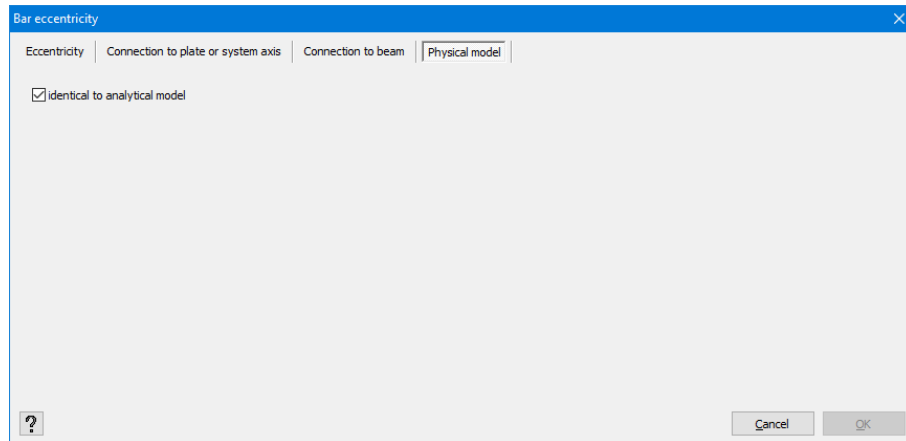 Bar eccentricity
Eccentricity Connection to plate or system axis Connection to beam Physical model
identical to analytical model
? Cancel OK